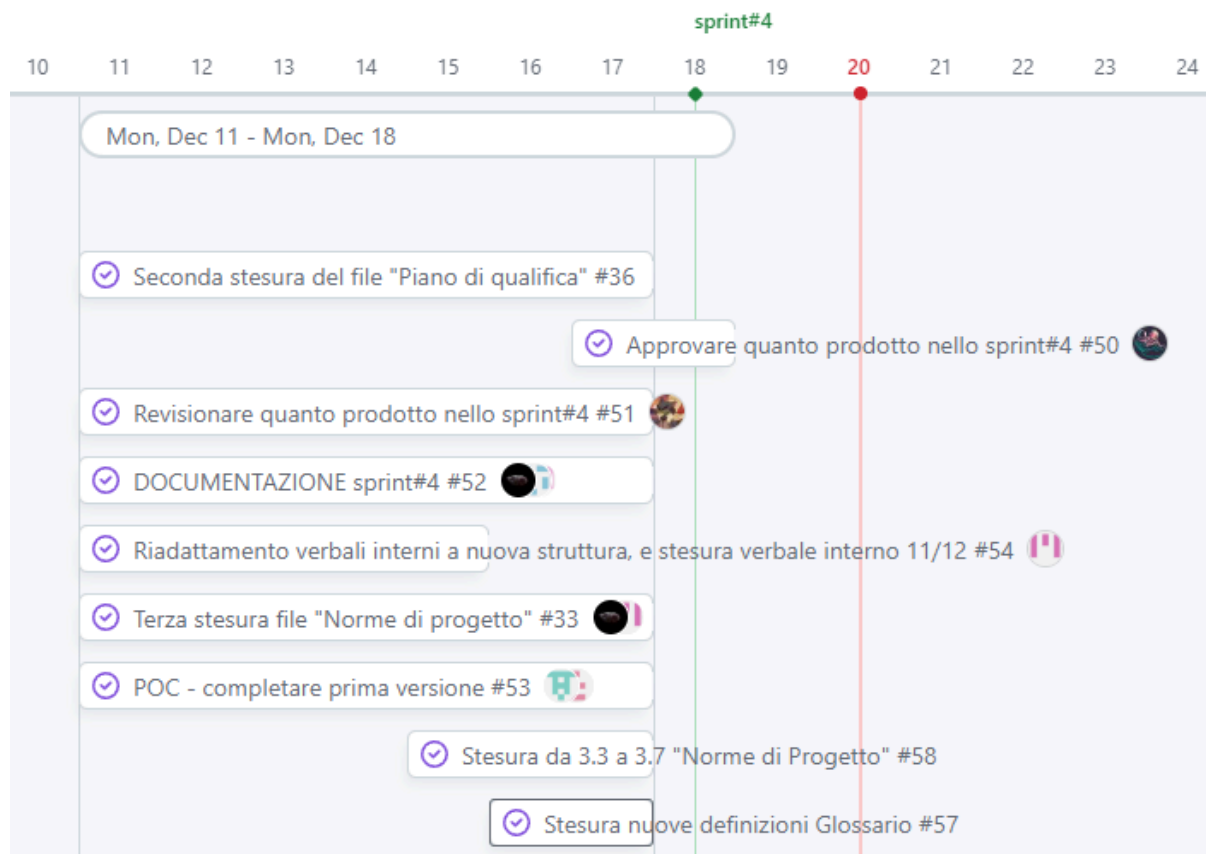 sprint#4
10 11 12 13 14 15 16 17 18 19 20 21 22 23 24
Mon, Dec 11 - Mon, Dec 18
Seconda stesura del file "Piano di qualifica" #36
Approvare quanto prodotto nello sprint#4 #50
Revisionare quanto prodotto nello sprint#4 #51
DOCUMENTAZIONE sprint#4 #52
Riadattamento verbali interni a nuova struttura, e stesura verbale interno 11/12 #54
Terza stesura file "Norme di progetto" #33
POC - completare prima versione #53
Stesura da 3.3 a 3.7 "Norme di Progetto" #58
Stesura nuove definizioni Glossario #57